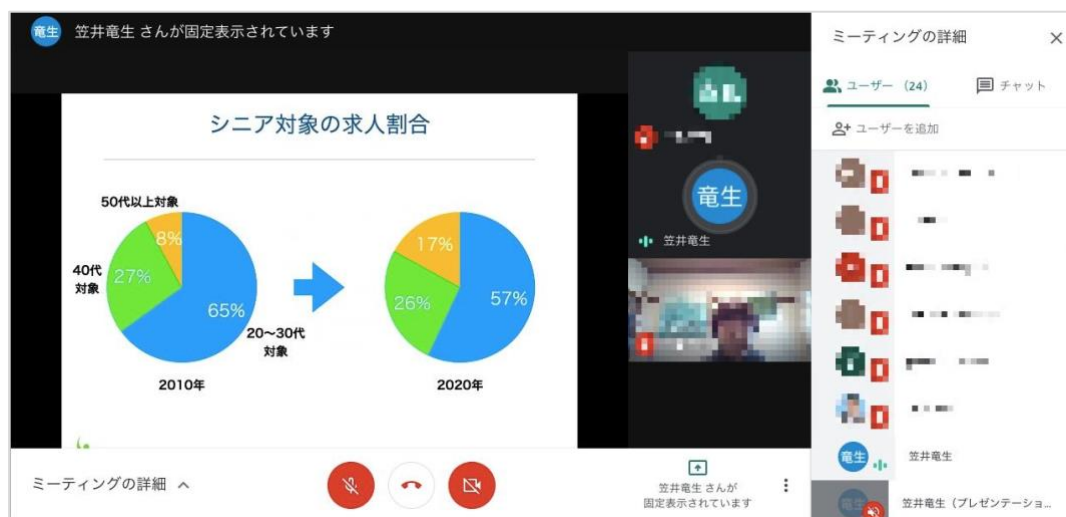 竜生 笠井竜生 さんが固定表示されています
シニア対象の求人割合
50代以上対象
8%
40代
対象
27%
65%
20〜30代
対象
2010年
17%
26%
57%
2020年
竜生
笠井竜生
ミーティングの詳細
笠井竜生 さんが
固定表示されています
ミーティングの詳細
ユーザー (24)
チャット
ユーザーを追加
竜生
笠井竜生
笠井竜生（プレゼンテーショ...